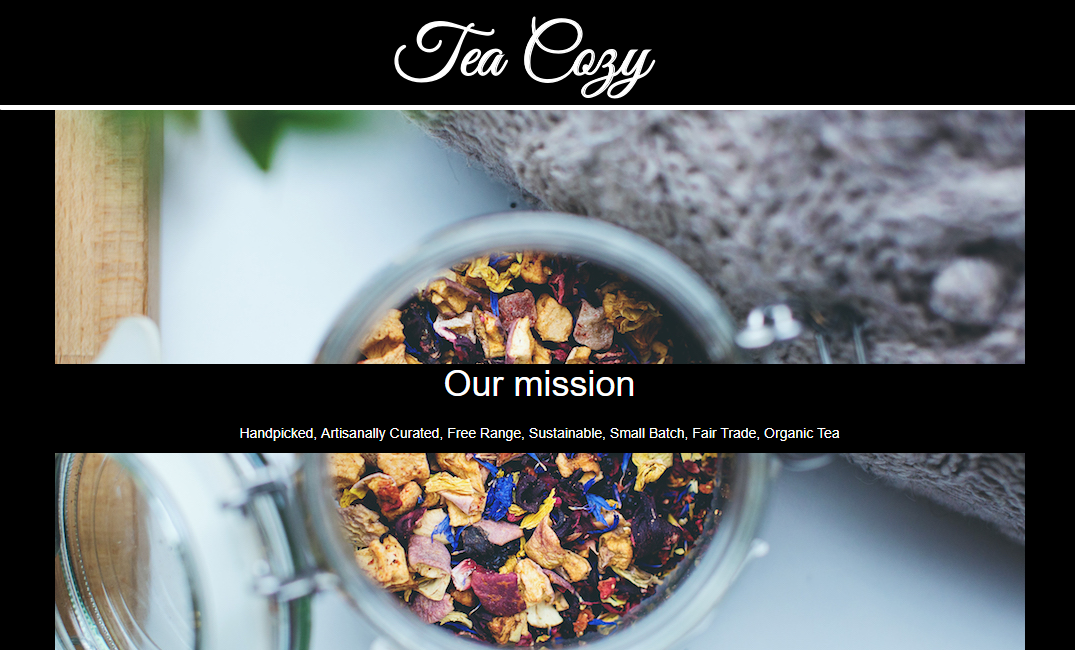 Tea Cozy
Our mission
Handpicked, Artisanally Curated, Free Range, Sustainable, Small Batch, Fair Trade, Organic Tea